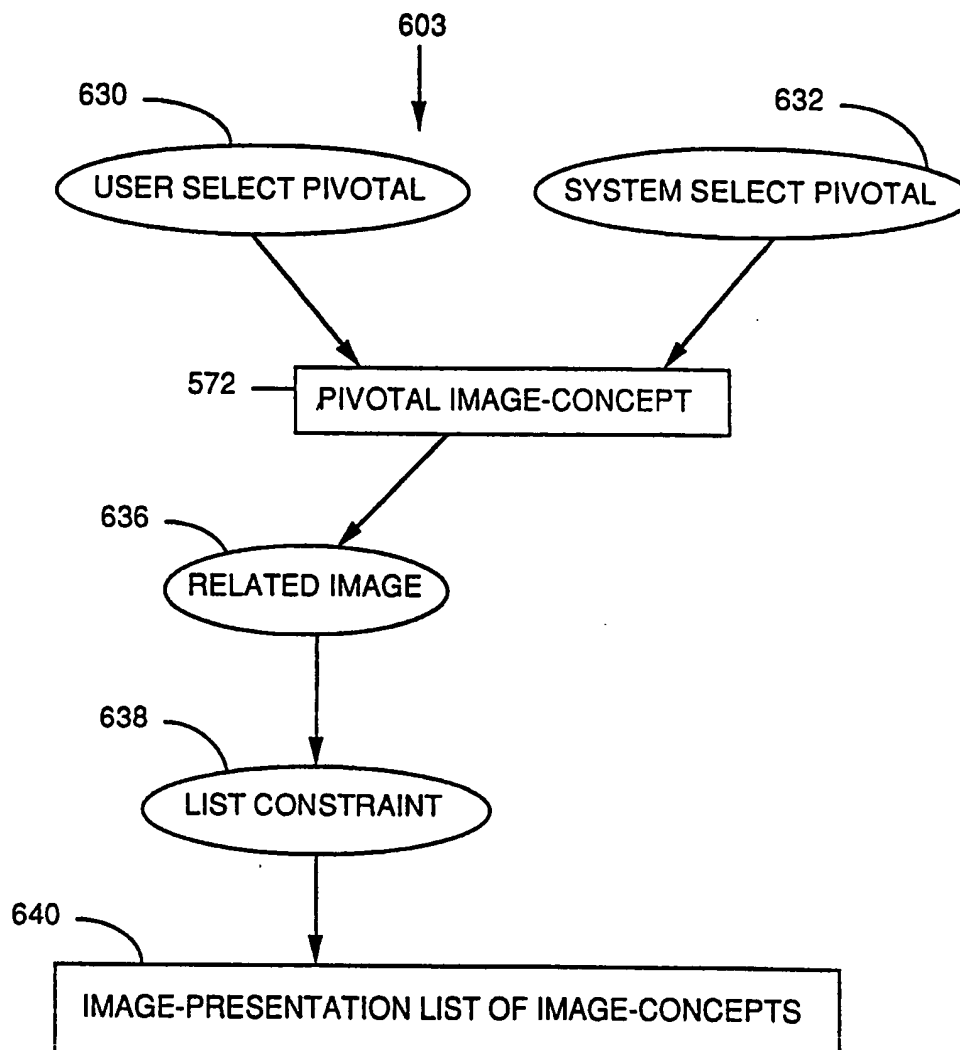 603
630
632
USER SELECT PIVOTAL
SYSTEM SELECT PIVOTAL
572
PIVOTAL IMAGE-CONCEPT
636
RELATED IMAGE
638
LIST CONSTRAINT
640
IMAGE-PRESENTATION LIST OF IMAGE-CONCEPTS